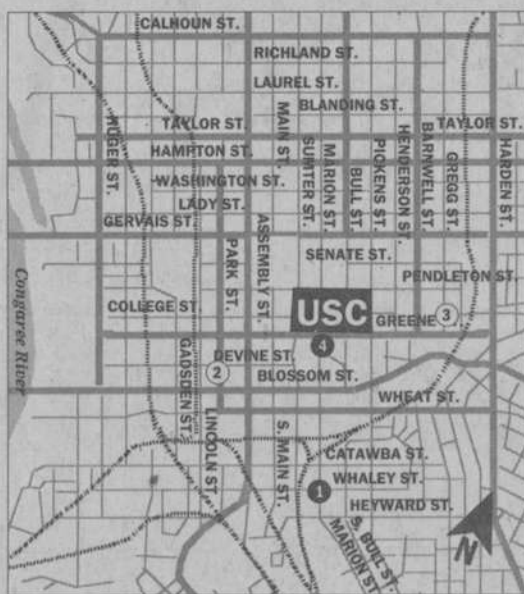 CALHOUN ST.
RICHLAND ST.
LAUREL ST.
BLANDING ST.
TAYLOR ST.
TAYLOR ST.
HUGER ST.
MAIN ST.
HAMPTON ST.
SUMTER ST.
MARION ST.
BULL ST.
PICKENS ST.
HENDERSON ST.
BARNWELL ST.
GREGG ST.
HARDEN ST.
WASHINGTON ST.
LADY ST.
GERVAIS ST.
PARK ST.
ASSEMBLY ST.
SENATE ST.
PENDLETON ST.
Congaree River
COLLEGE ST.
USC
GREENE
3
4
GADSDEN ST.
DEVINE ST.
2
BLOSSOM ST.
WHEAT ST.
LINCOLN ST.
S. MAIN ST.
CATAWBA ST.
WHALEY ST.
1
HEYWARD ST.
S. BULL ST.
MARION ST.
N